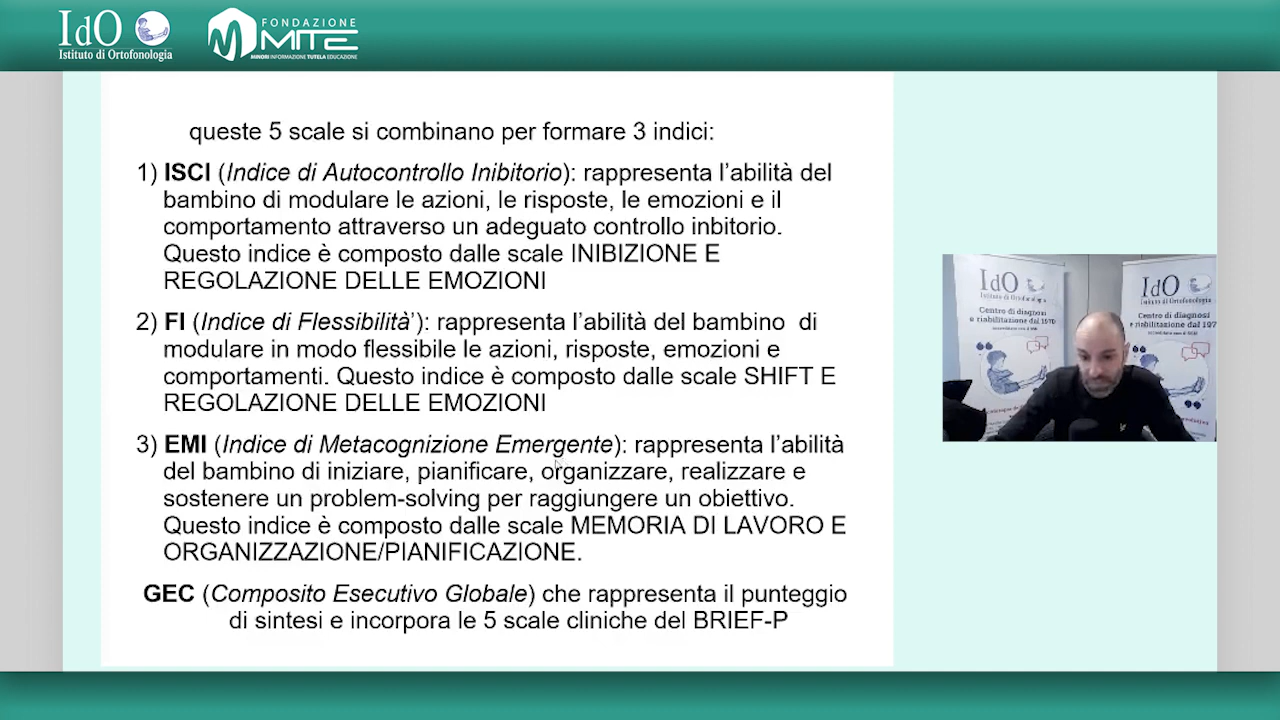 IdO
Istituto di Ortofonologia
FONDAZIONE
MITE
MINORI INFORMAZIONE TUTELA EDUCAZIONE
queste 5 scale si combinano per formare 3 indici:
1) ISCI (Indice di Autocontrollo Inibitorio): rappresenta l’abilità del
bambino di modulare le azioni, le risposte, le emozioni e il
comportamento attraverso un adeguato controllo inbitorio.
Questo indice è composto dalle scale INIBIZIONE E
REGOLAZIONE DELLE EMOZIONI
2) FI (Indice di Flessibilità’): rappresenta l’abilità del bambino di
modulare in modo flessibile le azioni, risposte, emozioni e
comportamenti. Questo indice è composto dalle scale SHIFT E
REGOLAZIONE DELLE EMOZIONI
3) EMI (Indice di Metacognizione Emergente): rappresenta l’abilità
del bambino di iniziare, pianificare, organizzare, realizzare e
sostenere un problem-solving per raggiungere un obiettivo.
Questo indice è composto dalle scale MEMORIA DI LAVORO E
ORGANIZZAZIONE/PIANIFICAZIONE.
GEC (Composito Esecutivo Globale) che rappresenta il punteggio
di sintesi e incorpora le 5 scale cliniche del BRIEF-P
IdO
Istituto di Ortofonologia
Centro di diagnosi
e riabilitazione dal 1970
IdO
Istituto di Ortofonologia
Centro di diagnosi
e riabilitazione dal 197